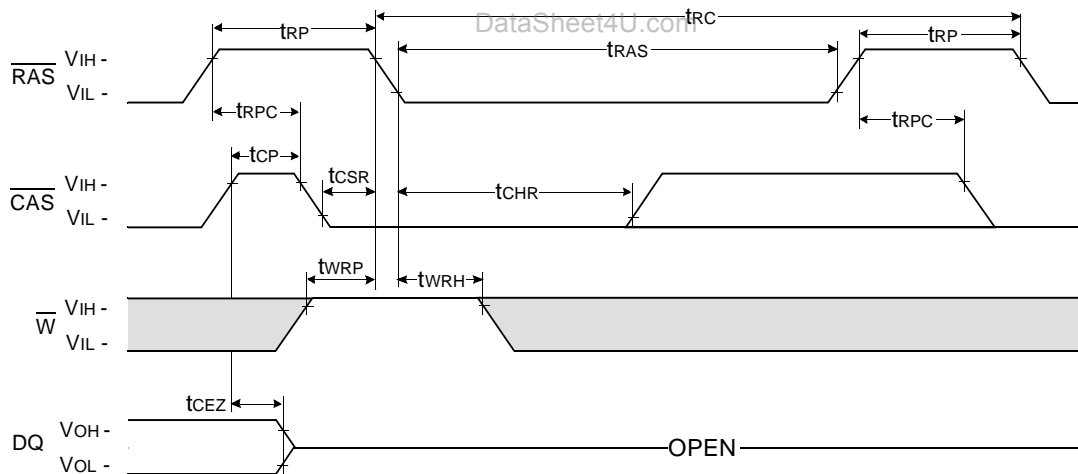 DataSheet4U.com
tRC
tRP
tRAS
tRP
RAS
VIH -
VIL -
tRPC
tRPC
tCP
tCSR
tCHR
CAS
VIH -
VIL -
tWRP
tWRH
W
VIH -
VIL -
tCEZ
DQ
VOH -
VOL -
OPEN